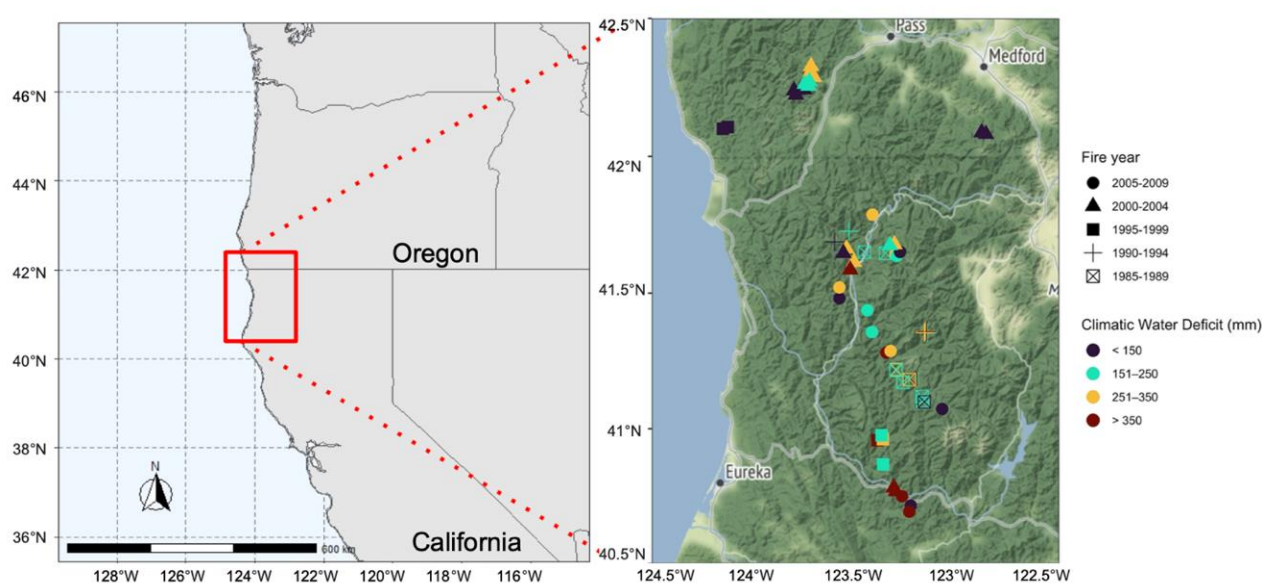 46°N
44°N
42°N
40°N
38°N
36°N
128°W
126°W
124°W
122°W
120°W
118°W
116°W
Oregon
California
N
600 km
42.5°N
42°N
41.5°N
41°N
40.5°N
124.5°W
124°W
123.5°W
123°W
122.5°W
Pass
Medford
Eureka
M
Fire year
2005-2009
2000-2004
1995-1999
1990-1994
1985-1989
Climatic Water Deficit (mm)
< 150
151–250
251–350
> 350